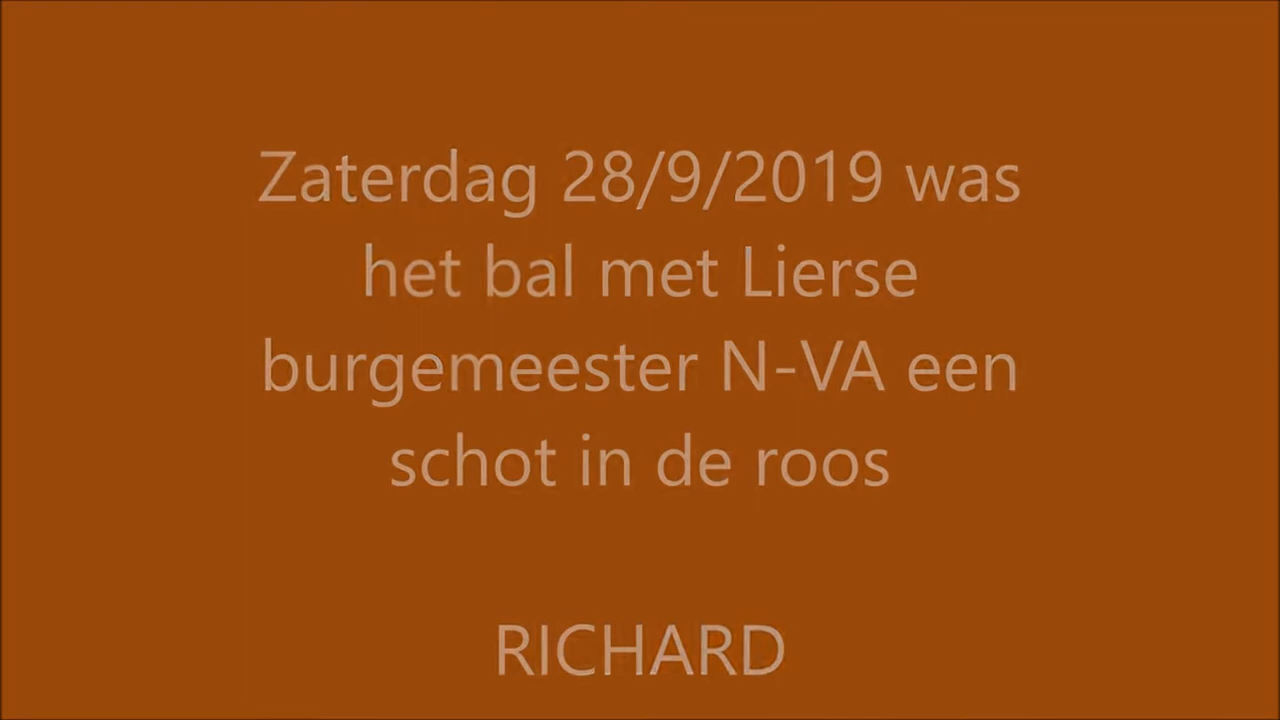 Zaterdag 28/9/2019 was
het bal met Lierse
burgemeester N-VA een
schot in de roos
RICHARD